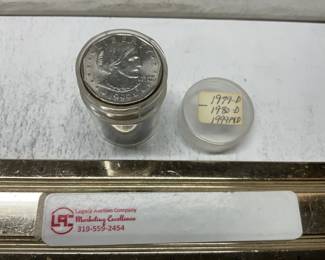 1979-D
1980-D
1999 P&D
LAC
Legacy Auction Company
Marketing Excellence
319-559-2454